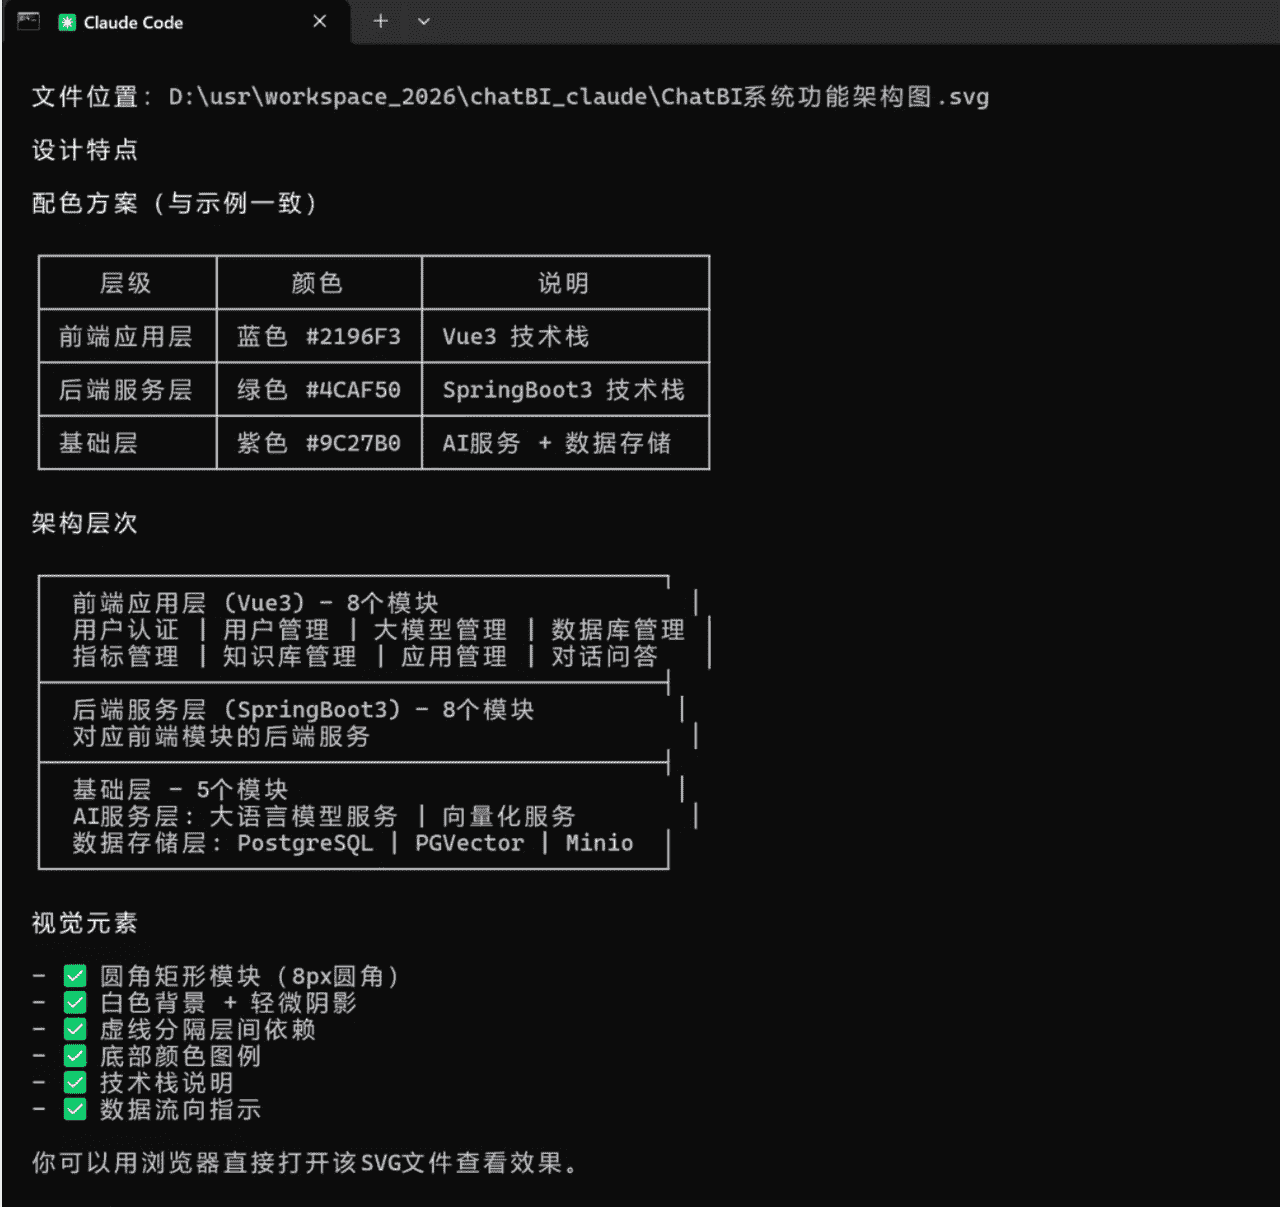 Claude Code
文件位置: D:\usr\workspace_2026\chatBI_claude\ChatBI系统功能架构图.svg
设计特点
配色方案（与示例一致）
层级 颜色 说明
前端应用层 蓝色 #2196F3 Vue3 技术栈
后端服务层 绿色 #4CAF50 SpringBoot3 技术栈
基础层 紫色 #9C27B0 AI服务 + 数据存储
架构层次
前端应用层 (Vue3) - 8个模块
用户认证 | 用户管理 | 大模型管理 | 数据库管理
指标管理 | 知识库管理 | 应用管理 | 对话问答
后端服务层 (SpringBoot3) - 8个模块
对应前端模块的后端服务
基础层 - 5个模块
AI服务层: 大语言模型服务 | 向量化服务
数据存储层: PostgreSQL | PGVector | Minio
视觉元素
- ✅ 圆角矩形模块（8px圆角）
- ✅ 白色背景 + 轻微阴影
- ✅ 虚线分隔层间依赖
- ✅ 底部颜色图例
- ✅ 技术栈说明
- ✅ 数据流向指示
你可以用浏览器直接打开该SVG文件查看效果。